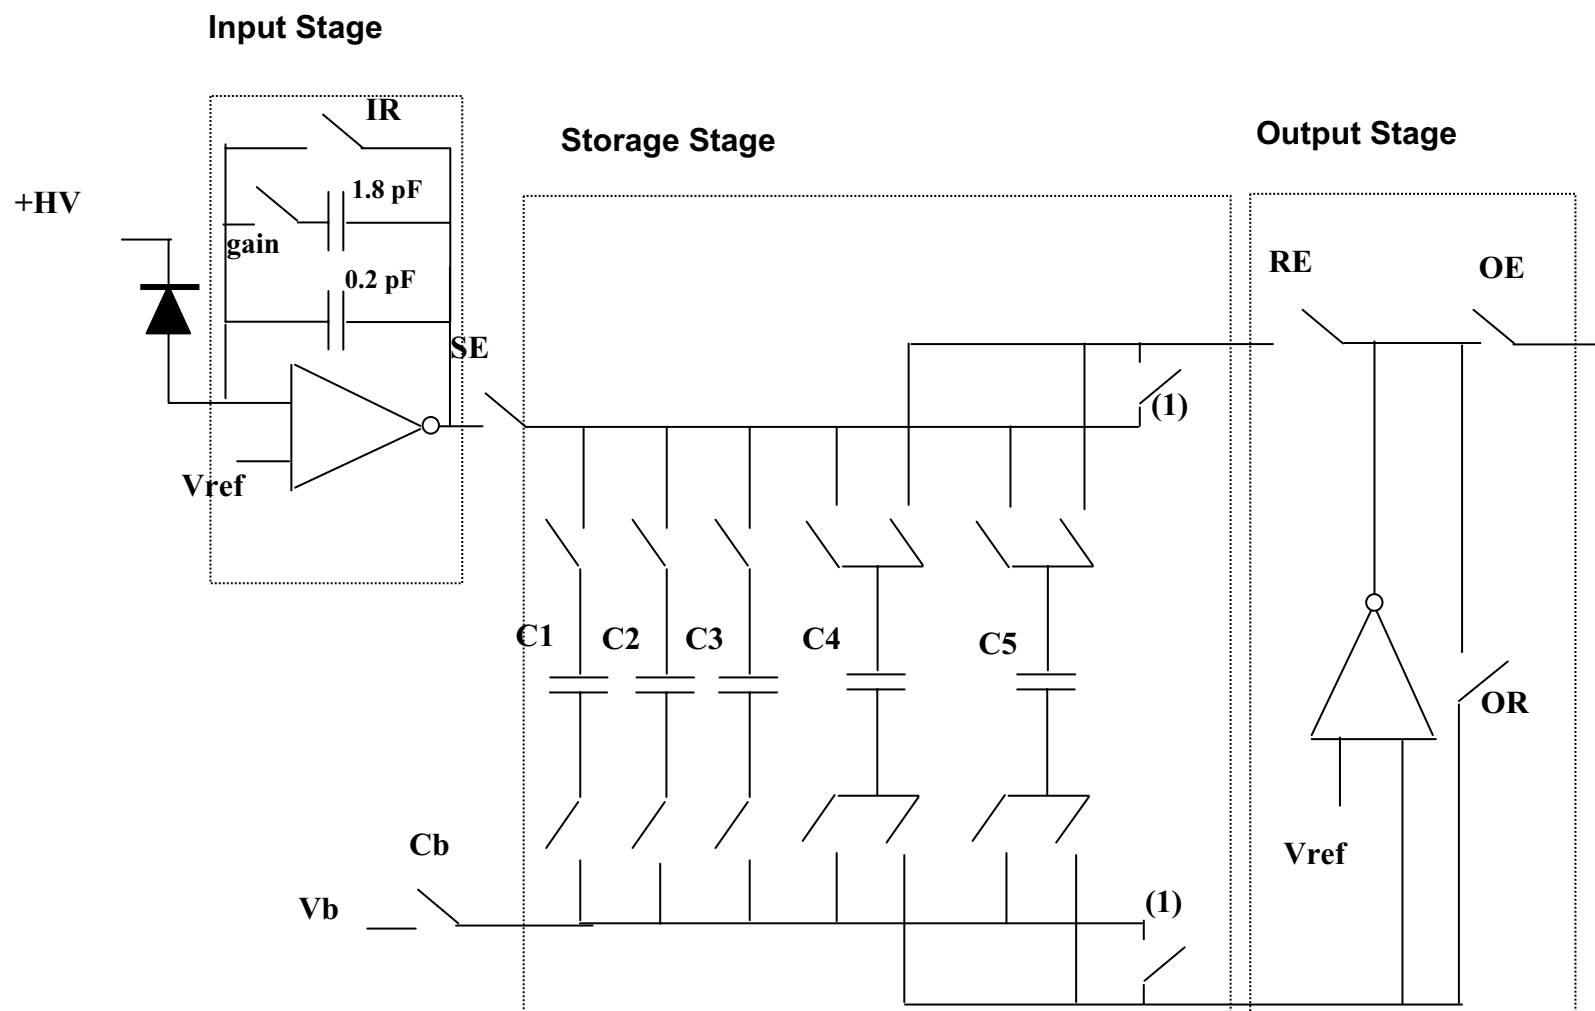 Input Stage
IR
Storage Stage
Output Stage
1.8 pF
+HV
gain
0.2 pF
RE
OE
SE
(1)
Vref
C1
C2
C3
C4
C5
OR
Cb
Vref
Vb
(1)